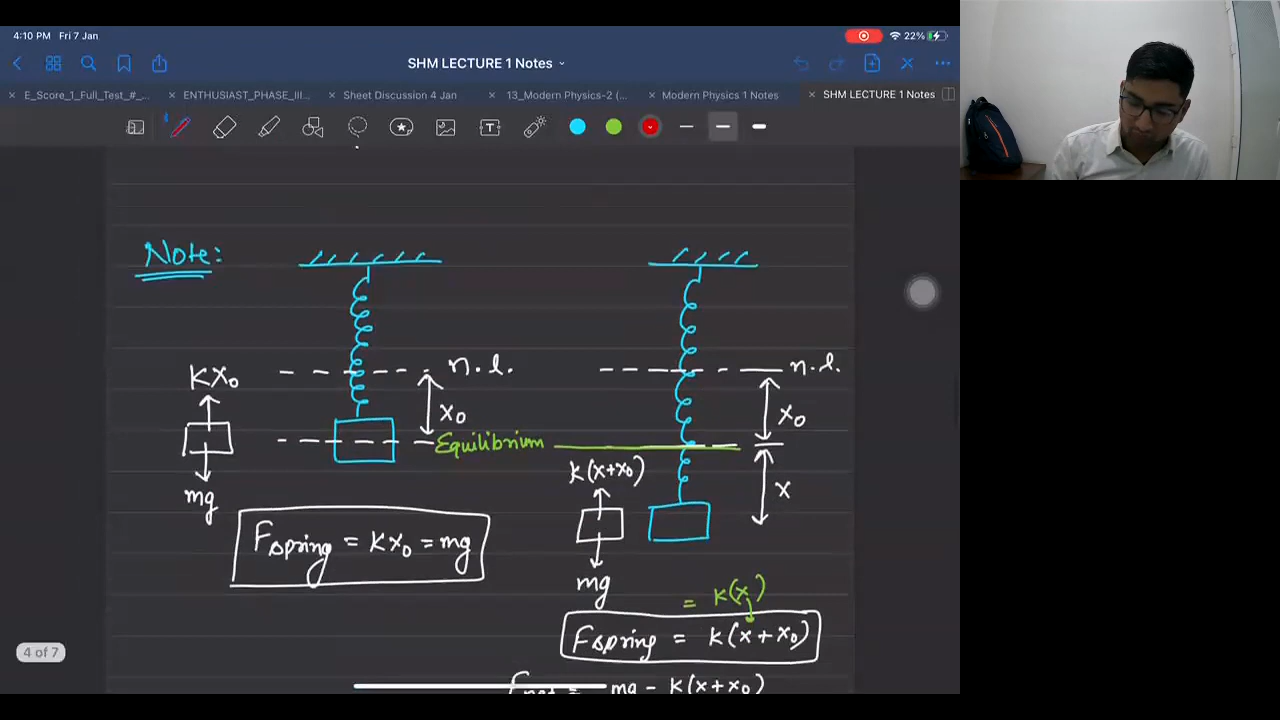 4:10 PM Fri 7 Jan
22%
SHM LECTURE 1 Notes
E_Score_1_Full_Test_#_...
ENTHUSIAST_PHASE_III...
Sheet Discussion 4 Jan
13_Modern Physics-2 (...
Modern Physics 1 Notes
SHM LECTURE 1 Notes
Note:
n.l.
n.l.
Kx₀
x₀
x₀
Equilibrium
mg
k(x+x₀)
x
Fspring = Kx₀ = mg
mg
= K(x)
Fspring = k(x+x₀)
4 of 7
Fnet = mg - K(x+x₀)